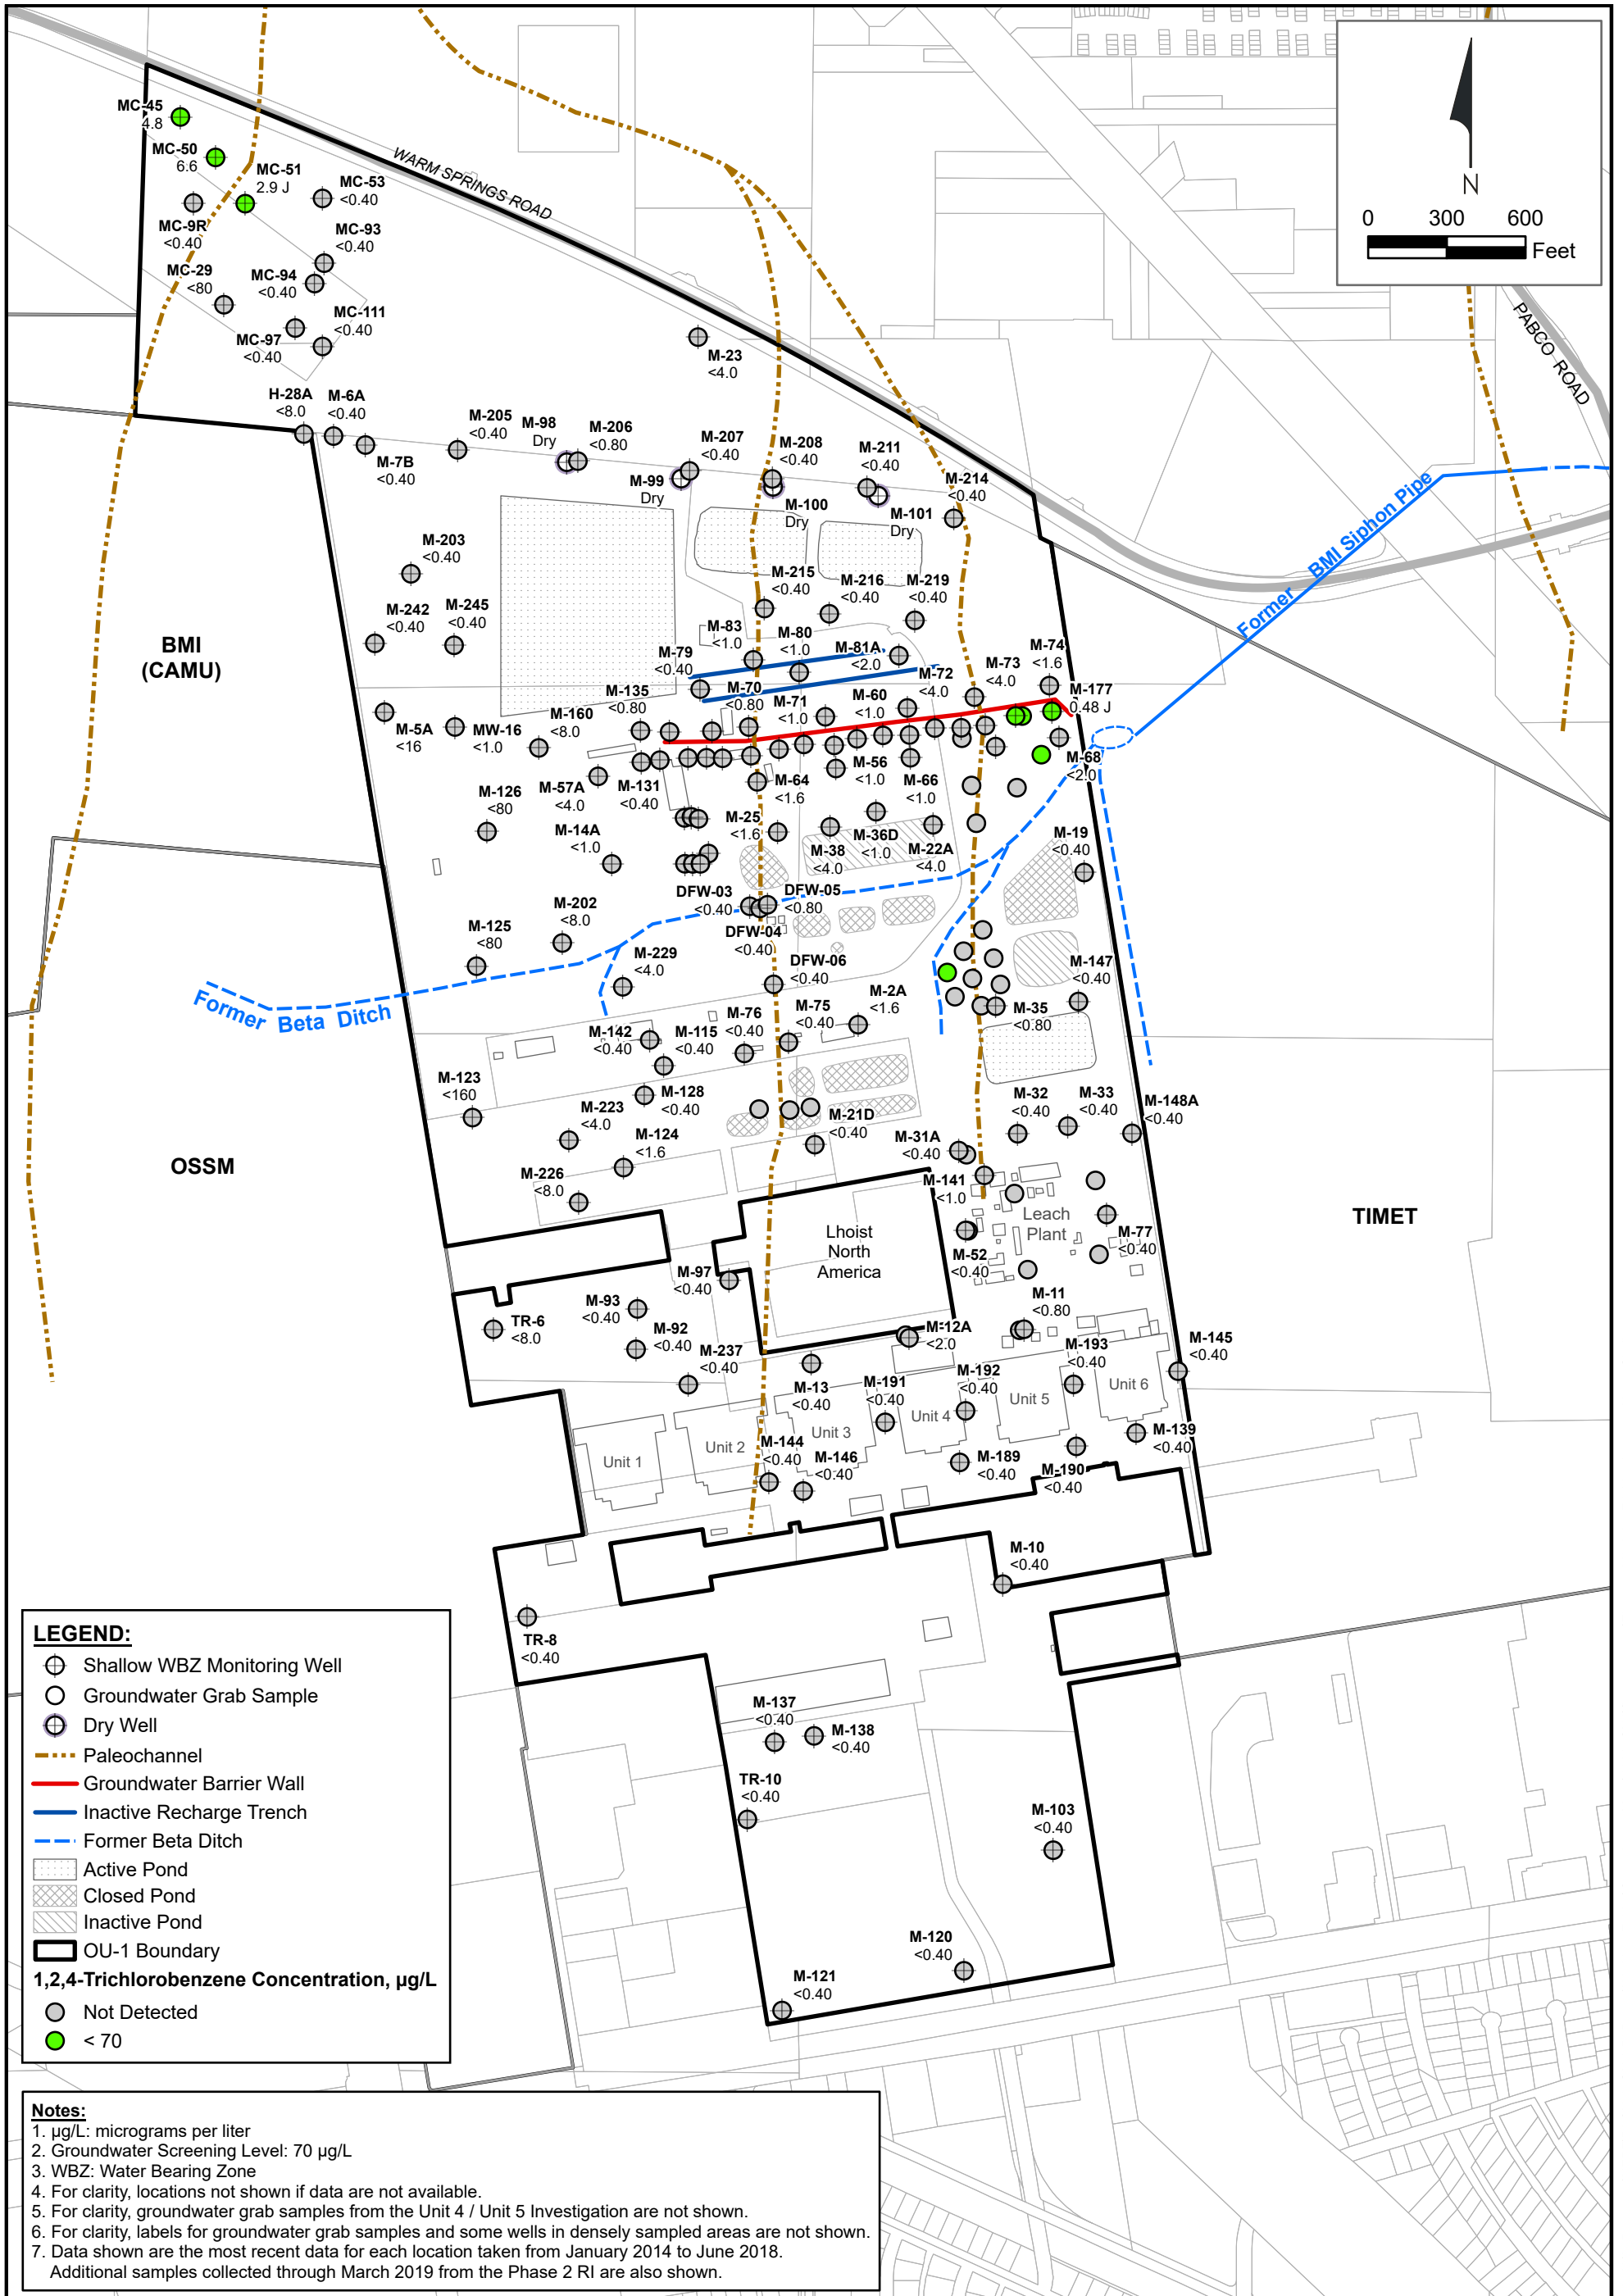 MC-45
4.8
MC-50
6.6
MC-51
2.9 J
MC-53
<0.40
MC-9R
<0.40
MC-93
<0.40
MC-29
<80
MC-94
<0.40
MC-111
<0.40
MC-97
<0.40
WARM SPRINGS ROAD
N
0 300 600
Feet
PABCO ROAD
M-23
<4.0
H-28A
<8.0
M-6A
<0.40
M-7B
<0.40
M-205
<0.40
M-98
Dry
M-206
<0.80
M-207
<0.40
M-99
Dry
M-208
<0.40
M-100
Dry
M-211
<0.40
M-101
Dry
M-214
<0.40
Former BMI Siphon Pipe
M-203
<0.40
M-215
<0.40
M-216
<0.40
M-219
<0.40
M-242
<0.40
M-245
<0.40
BMI
(CAMU)
M-83
<1.0
M-80
<1.0
M-81A
<2.0
M-79
<0.40
M-72
<4.0
M-73
<4.0
M-74
<1.6
M-177
0.48 J
M-135
<0.80
M-70
<0.80
M-71
<1.0
M-60
<1.0
M-5A
<16
MW-16
<1.0
M-160
<8.0
M-68
<2.0
M-57A
<4.0
M-131
<0.40
M-64
<1.6
M-56
<1.0
M-66
<1.0
M-126
<80
M-14A
<1.0
M-25
<1.6
M-38
<4.0
M-36D
<1.0
M-22A
<4.0
M-19
<0.40
DFW-03
<0.40
DFW-05
<0.80
DFW-04
<0.40
M-202
<8.0
M-125
<80
M-229
<4.0
DFW-06
<0.40
M-147
<0.40
Former Beta Ditch
M-2A
<1.6
M-35
<0.80
M-142
<0.40
M-115
<0.40
M-76
<0.40
M-75
<0.40
M-123
<160
M-128
<0.40
M-223
<4.0
M-124
<1.6
M-21D
<0.40
M-32
<0.40
M-33
<0.40
M-148A
<0.40
M-31A
<0.40
OSSM
M-226
<8.0
M-141
<1.0
Leach
Plant
TIMET
Lhoist
North
America
M-52
<0.40
M-77
<0.40
M-97
<0.40
M-93
<0.40
M-11
<0.80
TR-6
<8.0
M-92
<0.40
M-12A
<2.0
M-237
<0.40
M-13
<0.40
M-191
<0.40
M-192
<0.40
M-193
<0.40
M-145
<0.40
Unit 1
Unit 2
Unit 3
Unit 4
Unit 5
Unit 6
M-144
<0.40
M-146
<0.40
M-189
<0.40
M-190
<0.40
M-139
<0.40
M-10
<0.40
TR-8
<0.40
M-137
<0.40
M-138
<0.40
TR-10
<0.40
M-103
<0.40
M-120
<0.40
M-121
<0.40
LEGEND:
Shallow WBZ Monitoring Well
Groundwater Grab Sample
Dry Well
Paleochannel
Groundwater Barrier Wall
Inactive Recharge Trench
Former Beta Ditch
Active Pond
Closed Pond
Inactive Pond
OU-1 Boundary
1,2,4-Trichlorobenzene Concentration, µg/L
Not Detected
< 70
Notes:
1. µg/L: micrograms per liter
2. Groundwater Screening Level: 70 µg/L
3. WBZ: Water Bearing Zone
4. For clarity, locations not shown if data are not available.
5. For clarity, groundwater grab samples from the Unit 4 / Unit 5 Investigation are not shown.
6. For clarity, labels for groundwater grab samples and some wells in densely sampled areas are not shown.
7. Data shown are the most recent data for each location taken from January 2014 to June 2018.
Additional samples collected through March 2019 from the Phase 2 RI are also shown.